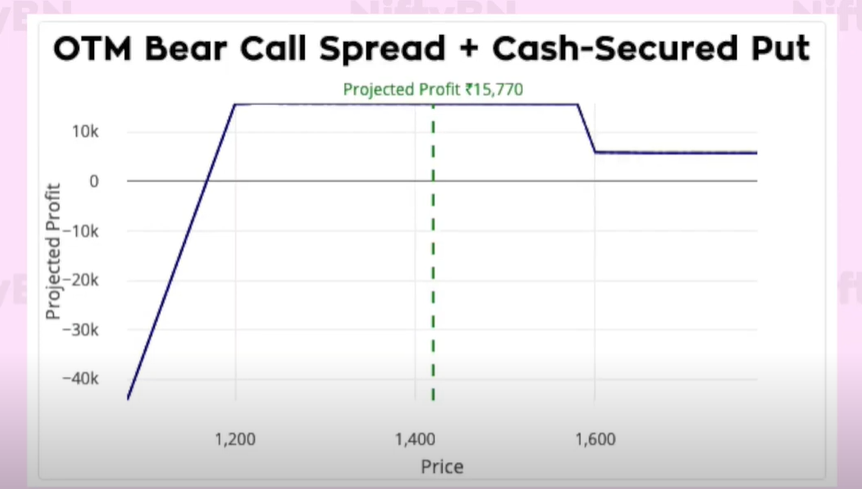 NiftyBN
OTM Bear Call Spread + Cash-Secured Put
Projected Profit ₹15,770
Projected Profit
10k
0
−10k
−20k
−30k
−40k
1,200
1,400
1,600
Price